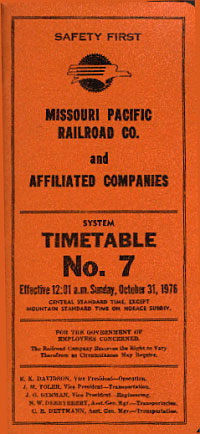 SAFETY FIRST
MISSOURI PACIFIC
RAILROAD CO.
and
AFFILIATED COMPANIES
SYSTEM
TIMETABLE
No. 7
Effective 12:01 a.m. Sunday, October 31, 1976
CENTRAL STANDARD TIME, EXCEPT
MOUNTAIN STANDARD TIME ON HORACE SUBDIV.
FOR THE GOVERNMENT OF
EMPLOYEES CONCERNED.
The Railroad Company Reserves the Right to Vary
Therefrom as Circumstances May Require.
R. K. DAVIDSON, Vice President—Operation.
J. M. TOLER, Vice President—Transportation.
J. G. GERMAN, Vice President—Engineering.
N. W. Asst. Gen. Mgr.—Transportation.
C. E. DETTMANN, Asst. Gen. Mgr—Transportation.